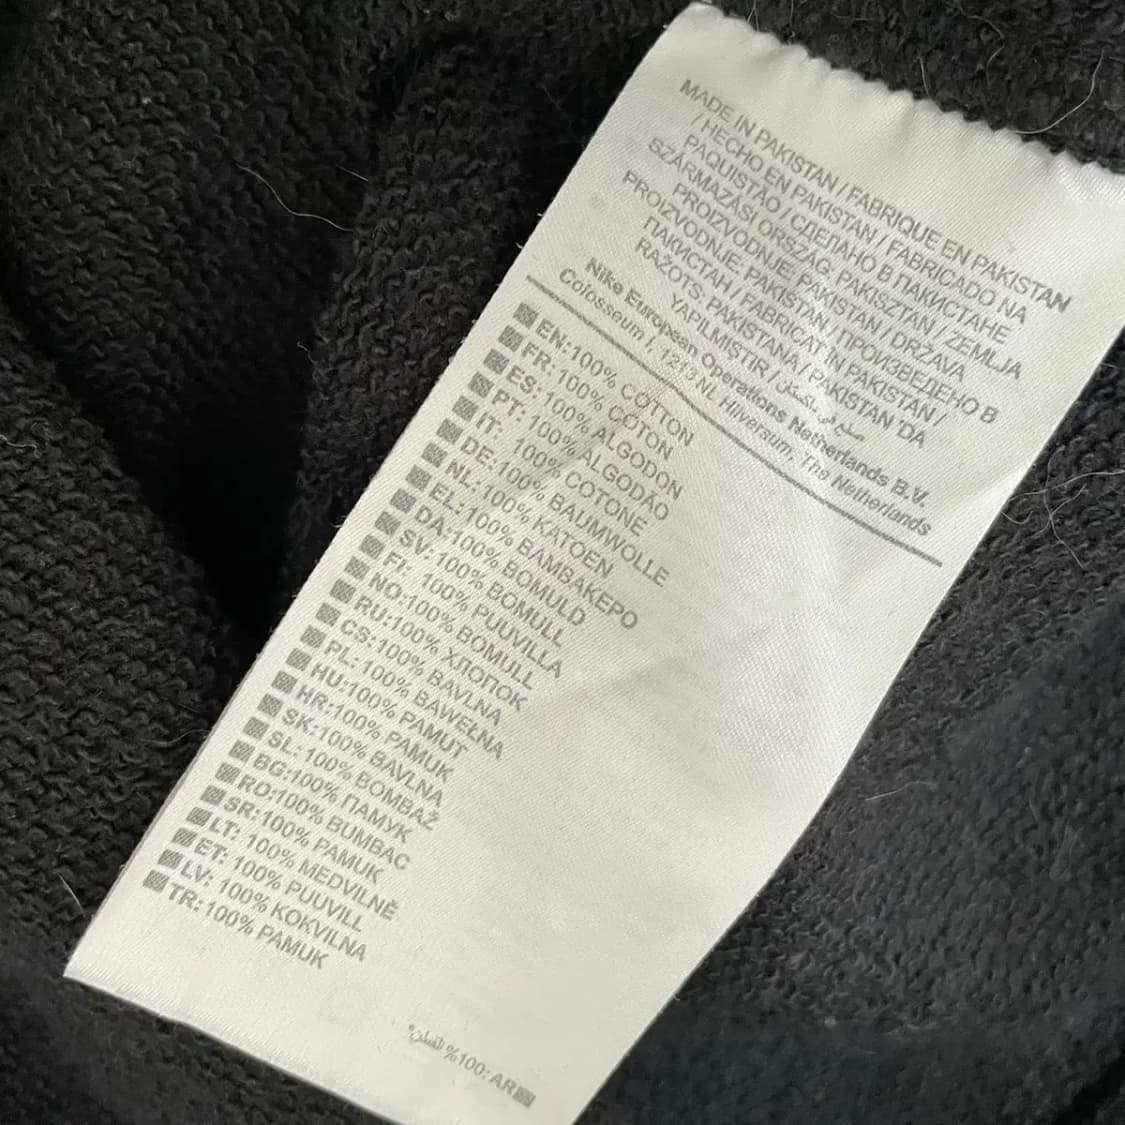 MADE IN PAKISTAN / FABRIQUE EN PAKISTAN
/ HECHO EN PAKISTÁN / FABRICADO NA
PAQUISTÃO / СДЕЛАНО В ПАКИСТАНЕ
SZÁRMAZÁSI ORSZÁG: PAKISZTÁN / ZEMLJA
PROIZVODNJE: PAKISTAN / DRŽAVA
PROIZVODNJE: PAKISTAN / ПРОИЗВЕДЕНО В
ПАКИСТАН / FABRICAT ÎN PAKISTAN /
RAŽOTS: PAKISTĀNA / PAKISTAN 'DA
YAPILMIŞTIR / صنع في باكستان
Nike European Operations Netherlands B.V.
Colosseum 1, 1213 NL Hilversum, The Netherlands
EN:100% COTTON
FR: 100% COTON
ES: 100% ALGODON
PT: 100% ALGODÃO
IT: 100% COTONE
DE:100% BAUMWOLLE
NL:100% KATOEN
EL:100% ΒΑΜΒΑΚΕΡΟ
DA:100% BOMULD
SV:100% BOMULL
FI: 100% PUUVILLA
NO:100% BOMULL
RU:100% ХЛОПОК
CS:100% BAVLNA
PL: 100% BAWEŁNA
HU:100% PAMUT
HR:100% PAMUK
SK:100% BAVLNA
SL: 100% BOMBAŽ
BG:100% ПАМУК
RO:100% BUMBAC
SR:100% PAMUK
LT: 100% MEDVILNĖ
ET: 100% PUUVILL
LV: 100% KOKVILNA
TR:100% PAMUK
%100: AR